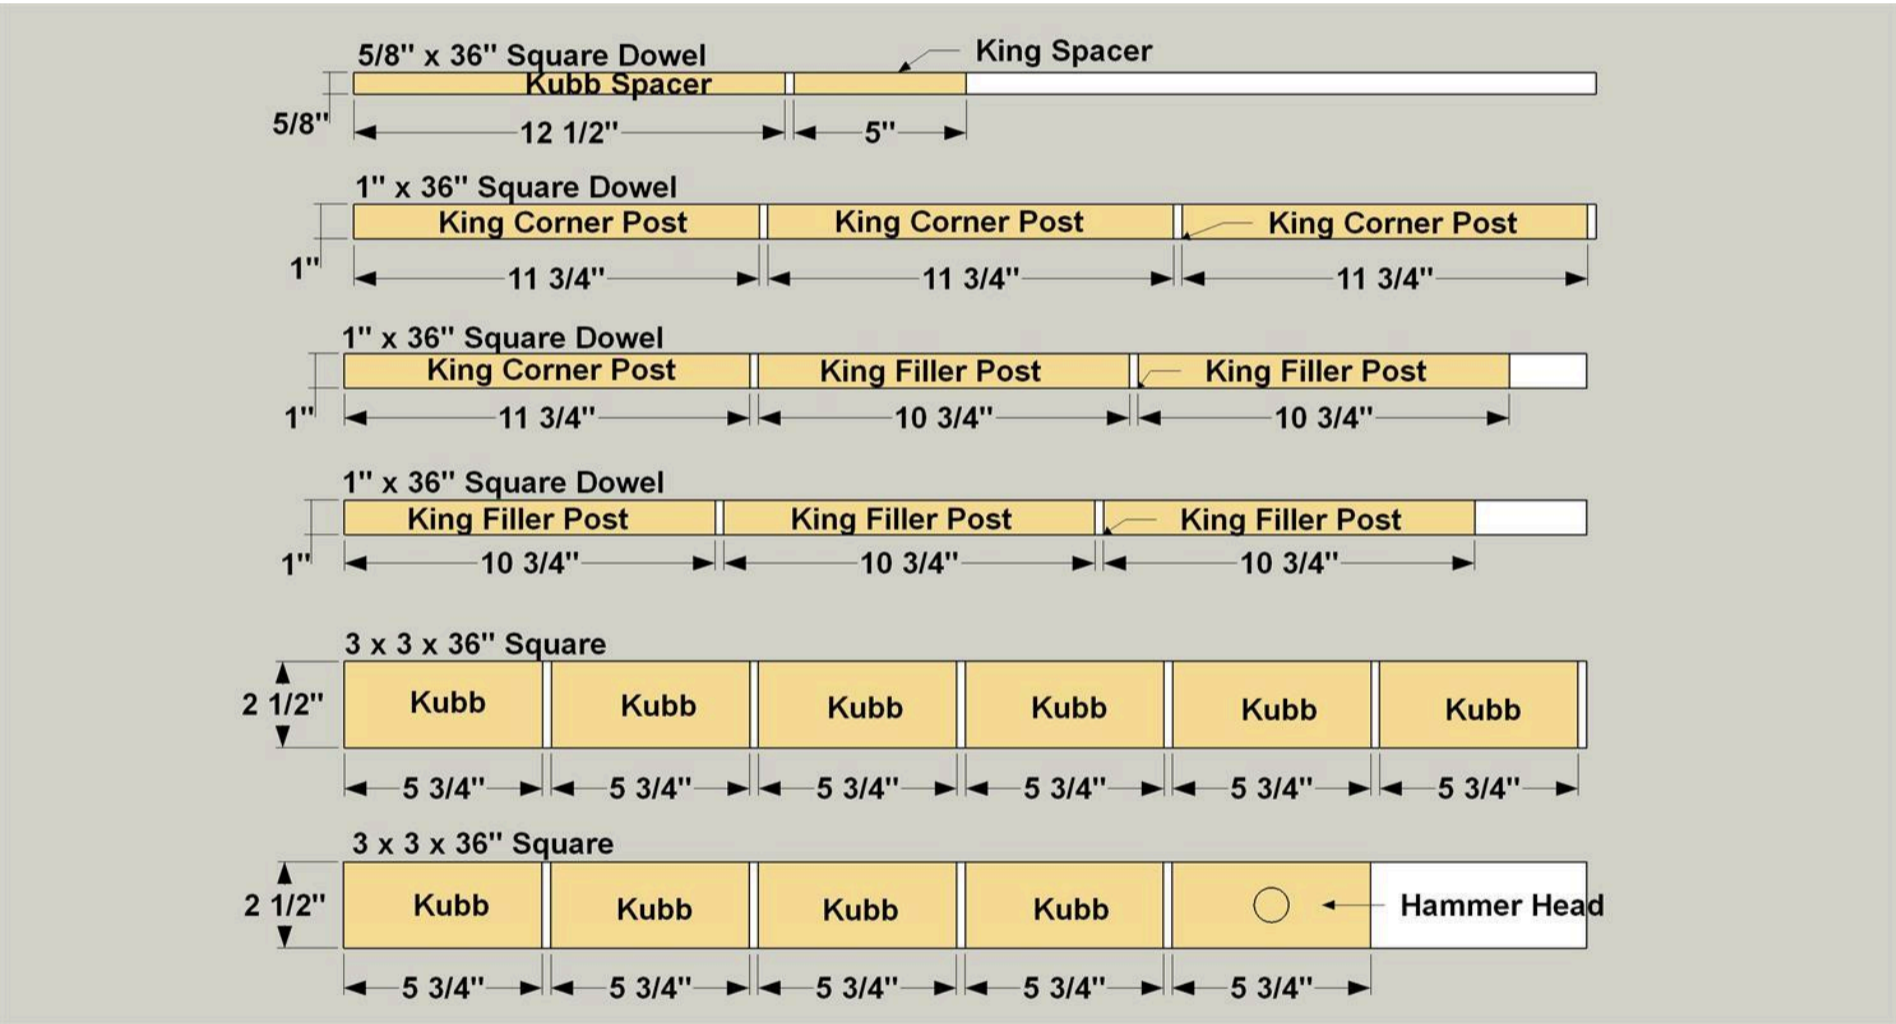 5/8" x 36" Square Dowel
King Spacer
Kubb Spacer
5/8"
12 1/2" 5"
1" x 36" Square Dowel
King Corner Post King Corner Post King Corner Post
1"
11 3/4" 11 3/4" 11 3/4"
1" x 36" Square Dowel
King Corner Post King Filler Post King Filler Post
1" 11 3/4" 10 3/4" 10 3/4"
1" x 36" Square Dowel
King Filler Post King Filler Post King Filler Post
1" 10 3/4" 10 3/4" 10 3/4"
3 x 3 x 36" Square
2 1/2" Kubb Kubb Kubb Kubb Kubb Kubb
5 3/4" 5 3/4" 5 3/4" 5 3/4" 5 3/4" 5 3/4"
3 x 3 x 36" Square
2 1/2" Kubb Kubb Kubb Kubb Hammer Head
5 3/4" 5 3/4" 5 3/4" 5 3/4" 5 3/4"